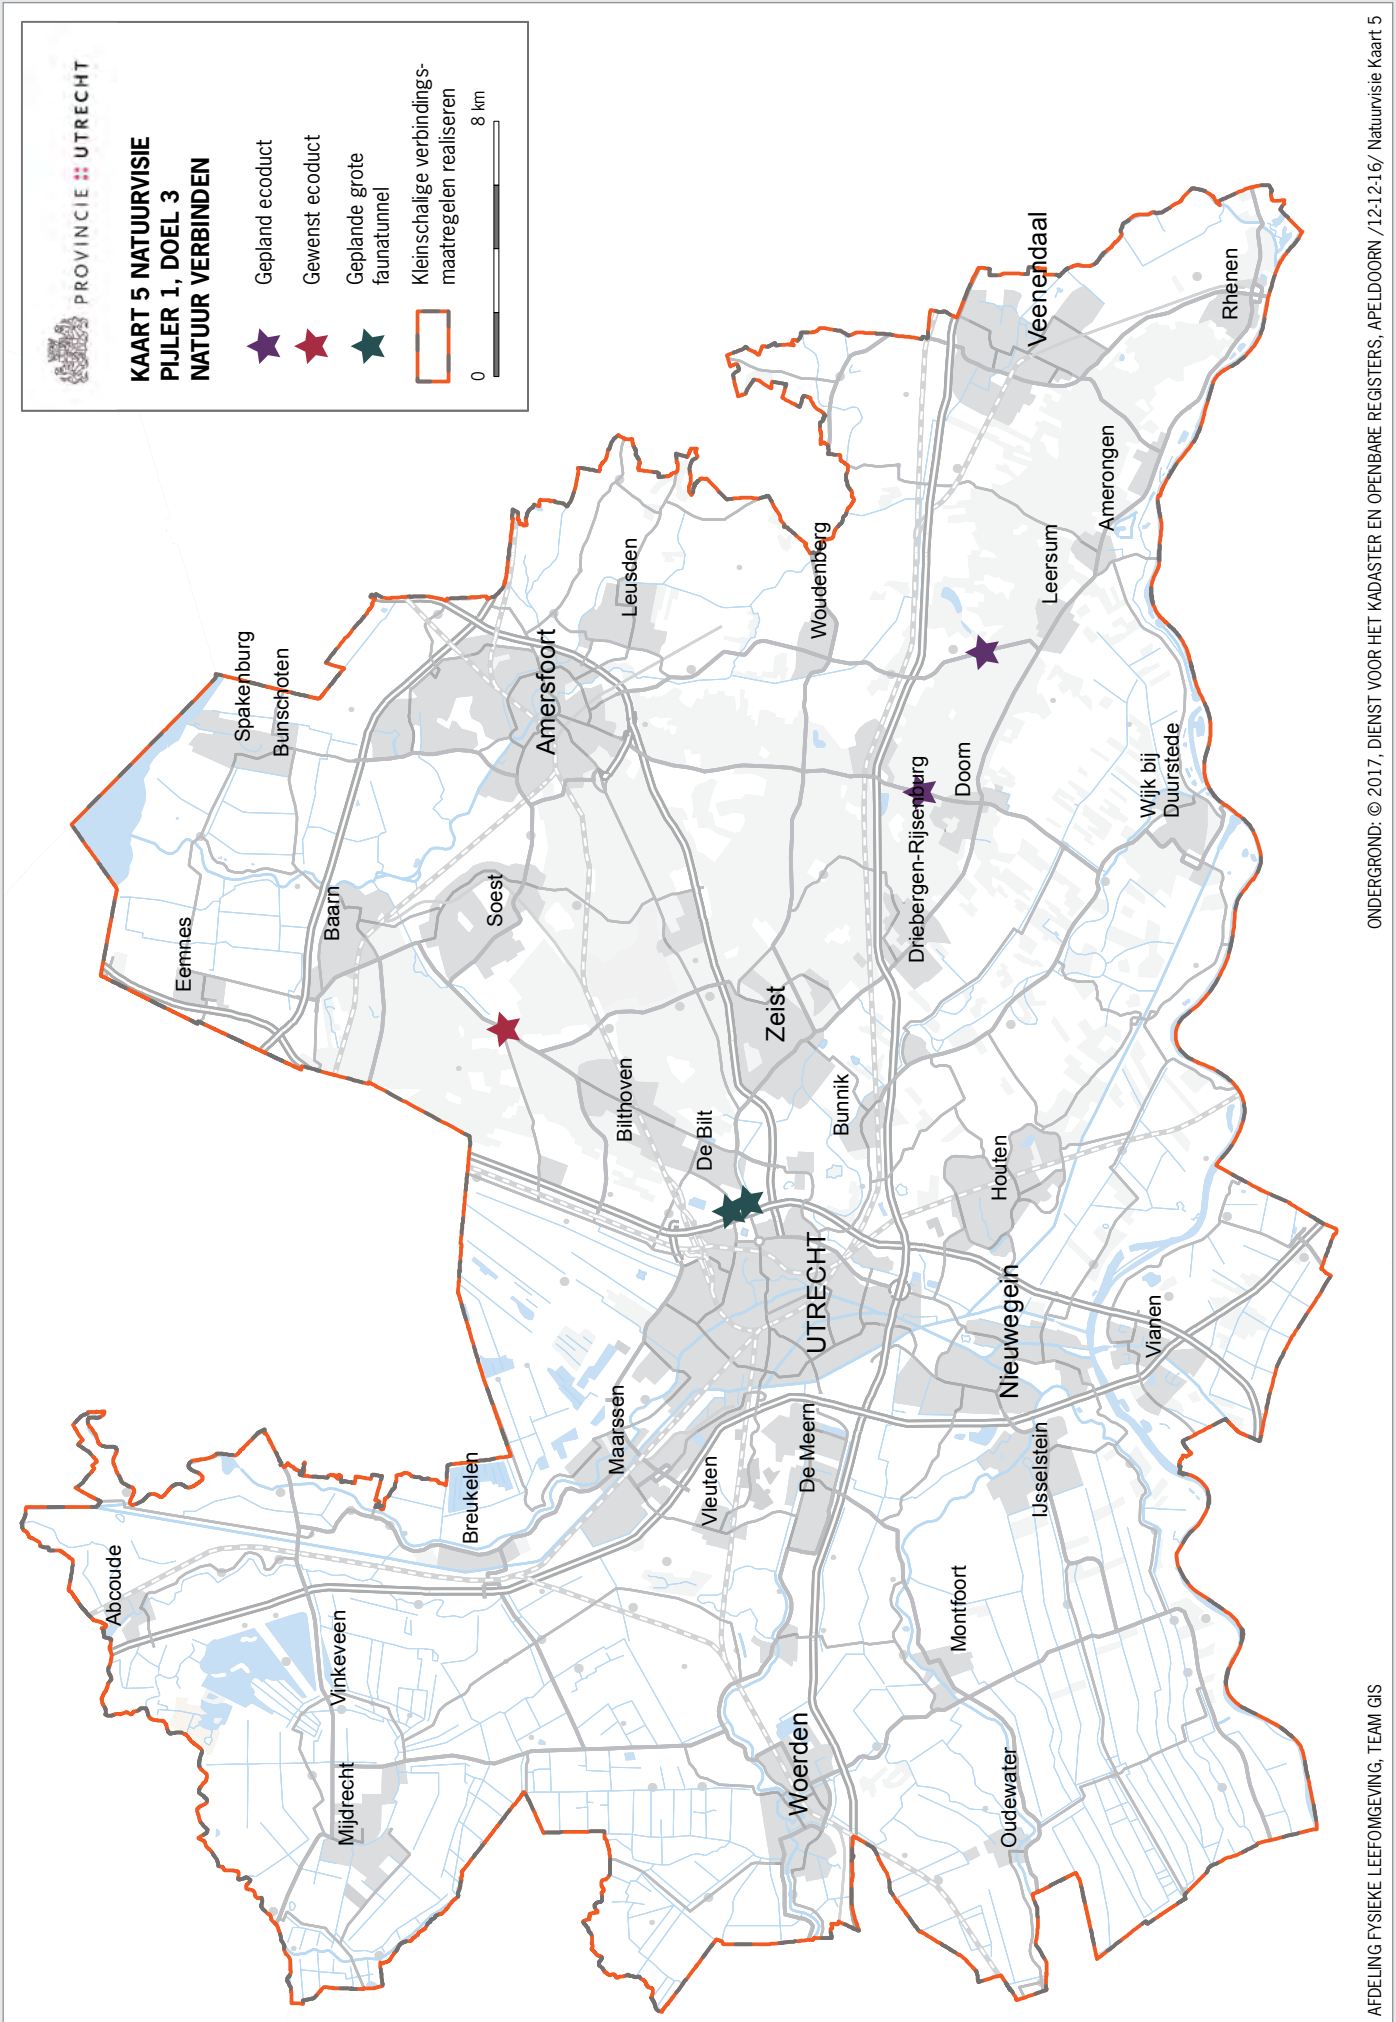 PROVINCIE :: UTRECHT
KAART 5 NATUURVISIE
PIJLER 1, DOEL 3
NATUUR VERBINDEN
Gepland ecoduct
Gewenst ecoduct
Geplande grote
faunatunnel
Kleinschalige verbindings-
maatregelen realiseren
0
8 km
Spakenburg
Bunschoten
Eemnes
Baarn
Soest
Amersfoort
Leusden
Woudenberg
Veenendaal
Rhenen
Amerongen
Leersum
Doorn
Driebergen-Rijsenburg
Wijk bij
Duurstede
Zeist
Bilthoven
De Bilt
Bunnik
Houten
UTRECHT
Nieuwegein
Vianen
Maarssen
Breukelen
Vleuten
De Meern
IJsselstein
Abcoude
Vinkeveen
Mijdrecht
Woerden
Montfoort
Oudewater
AFDELING FYSIEKE LEEFOMGEVING, TEAM GIS
ONDERGROND: © 2017, DIENST VOOR HET KADASTER EN OPENBARE REGISTERS, APELDOORN /12-12-16/ Natuurvisie Kaart 5